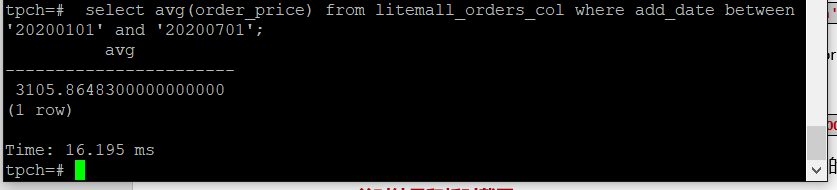 tpch=#  select avg(order_price) from litemall_orders_col where add_date between
'20200101' and '20200701';
          avg
-----------------------
 3105.8648300000000000
(1 row)

Time: 16.195 ms
tpch=#
的